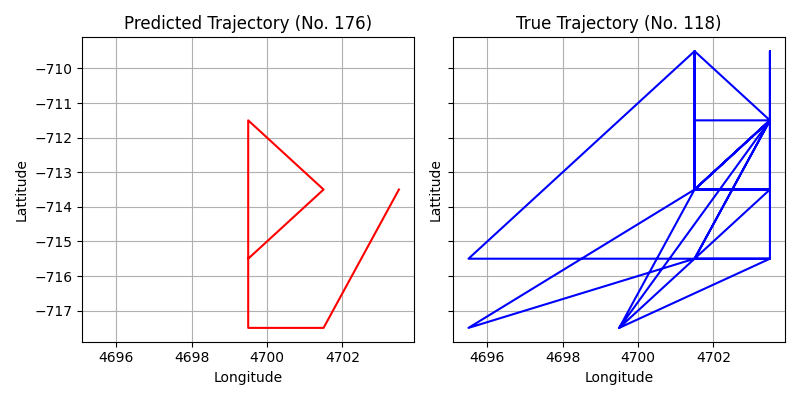 Predicted Trajectory (No. 176)
−710
−711
−712
−713
−714
−715
−716
−717
Lattitude
4696 4698 4700 4702
Longitude
True Trajectory (No. 118)
Lattitude
4696 4698 4700 4702
Longitude